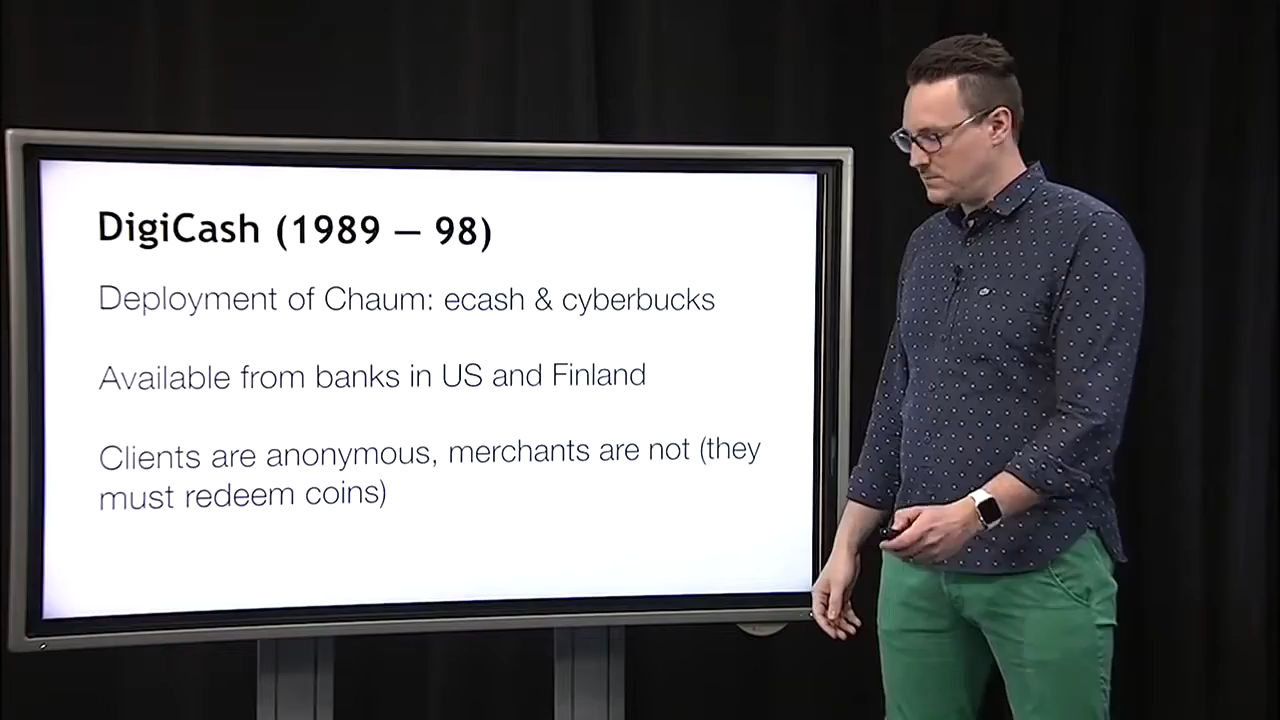 DigiCash (1989 – 98)
Deployment of Chaum: ecash & cyberbucks
Available from banks in US and Finland
Clients are anonymous, merchants are not (they
must redeem coins)